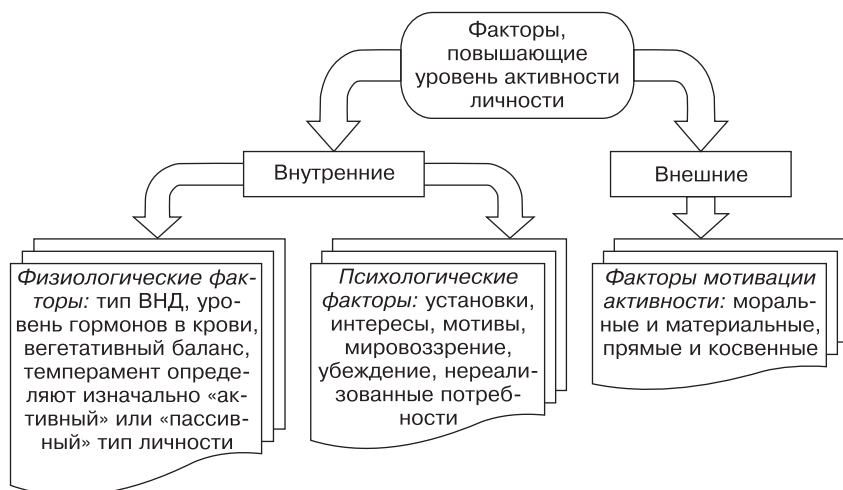 Факторы,
повышающие
уровень активности
личности
Внутренние
Внешние
Физиологические фак-
торы: тип ВНД, уро-
вень гормонов в крови,
вегетативный баланс,
темперамент опреде-
ляют изначально «ак-
тивный» или «пассив-
ный» тип личности
Психологические
факторы: установки,
интересы, мотивы,
мировоззрение,
убеждение, нереали-
зованные потреб-
ности
Факторы мотивации
активности: мораль-
ные и материальные,
прямые и косвенные